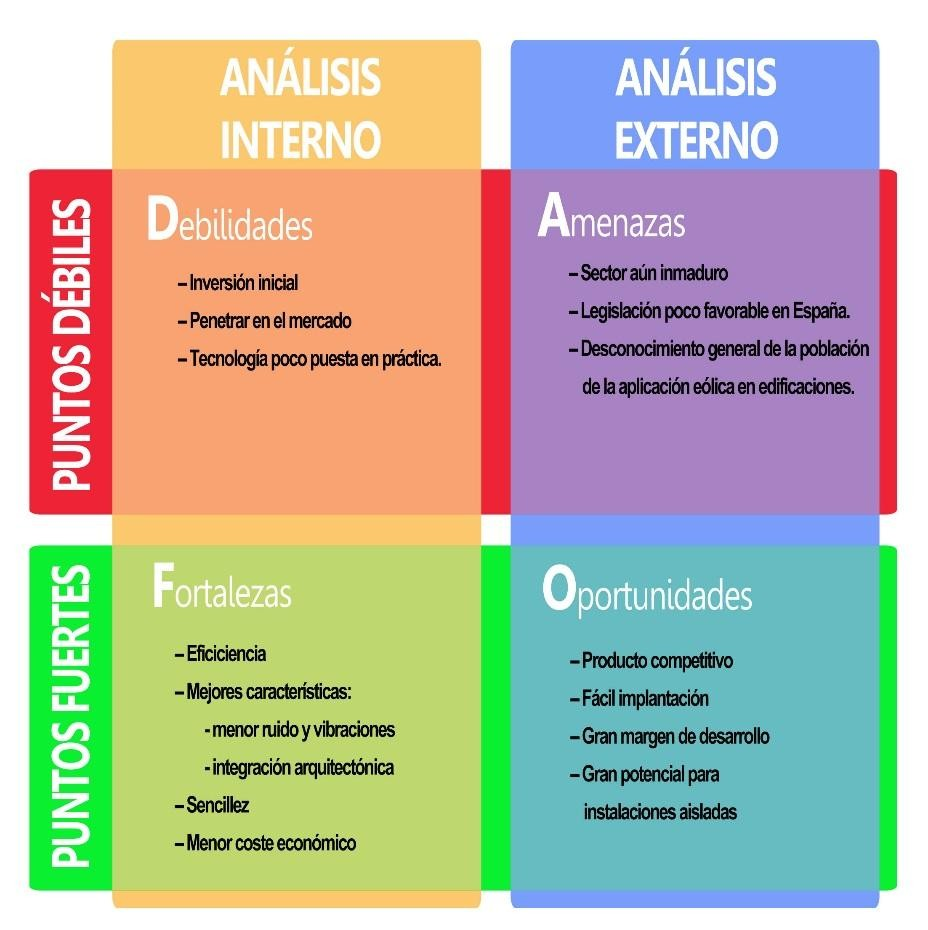 ANÁLISIS
INTERNO
ANÁLISIS
EXTERNO
PUNTOS DÉBILES
Debilidades
– Inversión inicial
– Penetrar en el mercado
– Tecnología poco puesta en práctica.
Amenazas
– Sector aún inmaduro
– Legislación poco favorable en España.
– Desconocimiento general de la población
de la aplicación eólica en edificaciones.
PUNTOS FUERTES
Fortalezas
– Eficiciencia
– Mejores características:
- menor ruido y vibraciones
- integración arquitectónica
– Sencillez
– Menor coste económico
Oportunidades
– Producto competitivo
– Fácil implantación
– Gran margen de desarrollo
– Gran potencial para
instalaciones aisladas